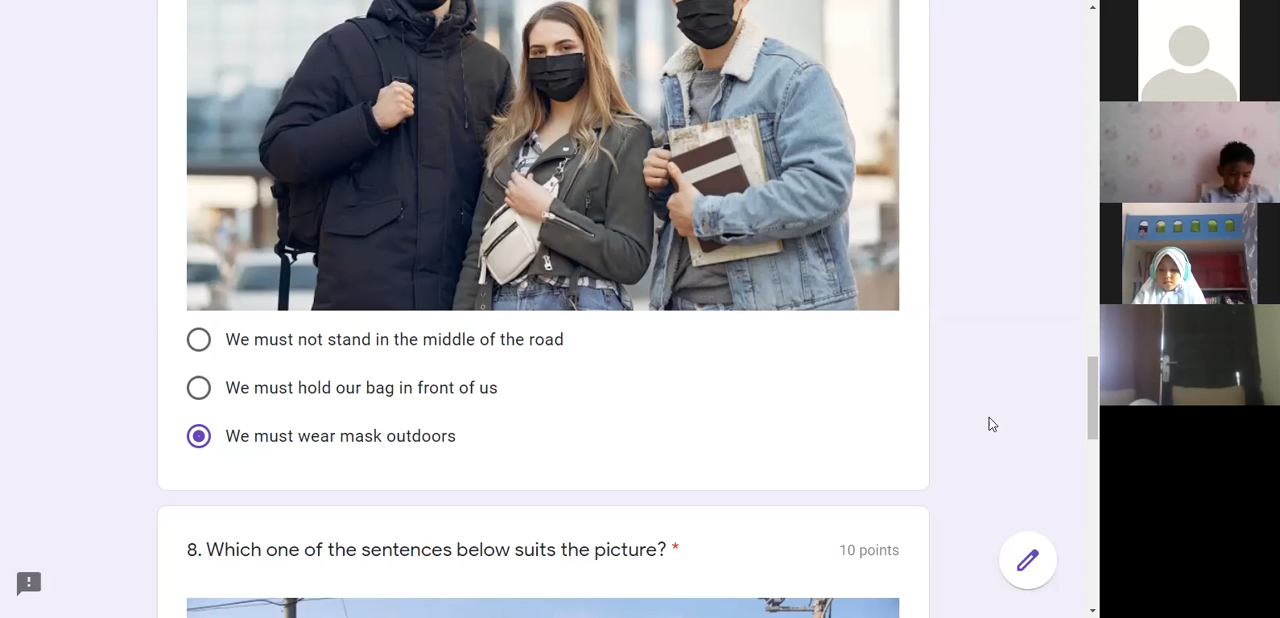 We must not stand in the middle of the road
We must hold our bag in front of us
We must wear mask outdoors
8. Which one of the sentences below suits the picture? *
10 points